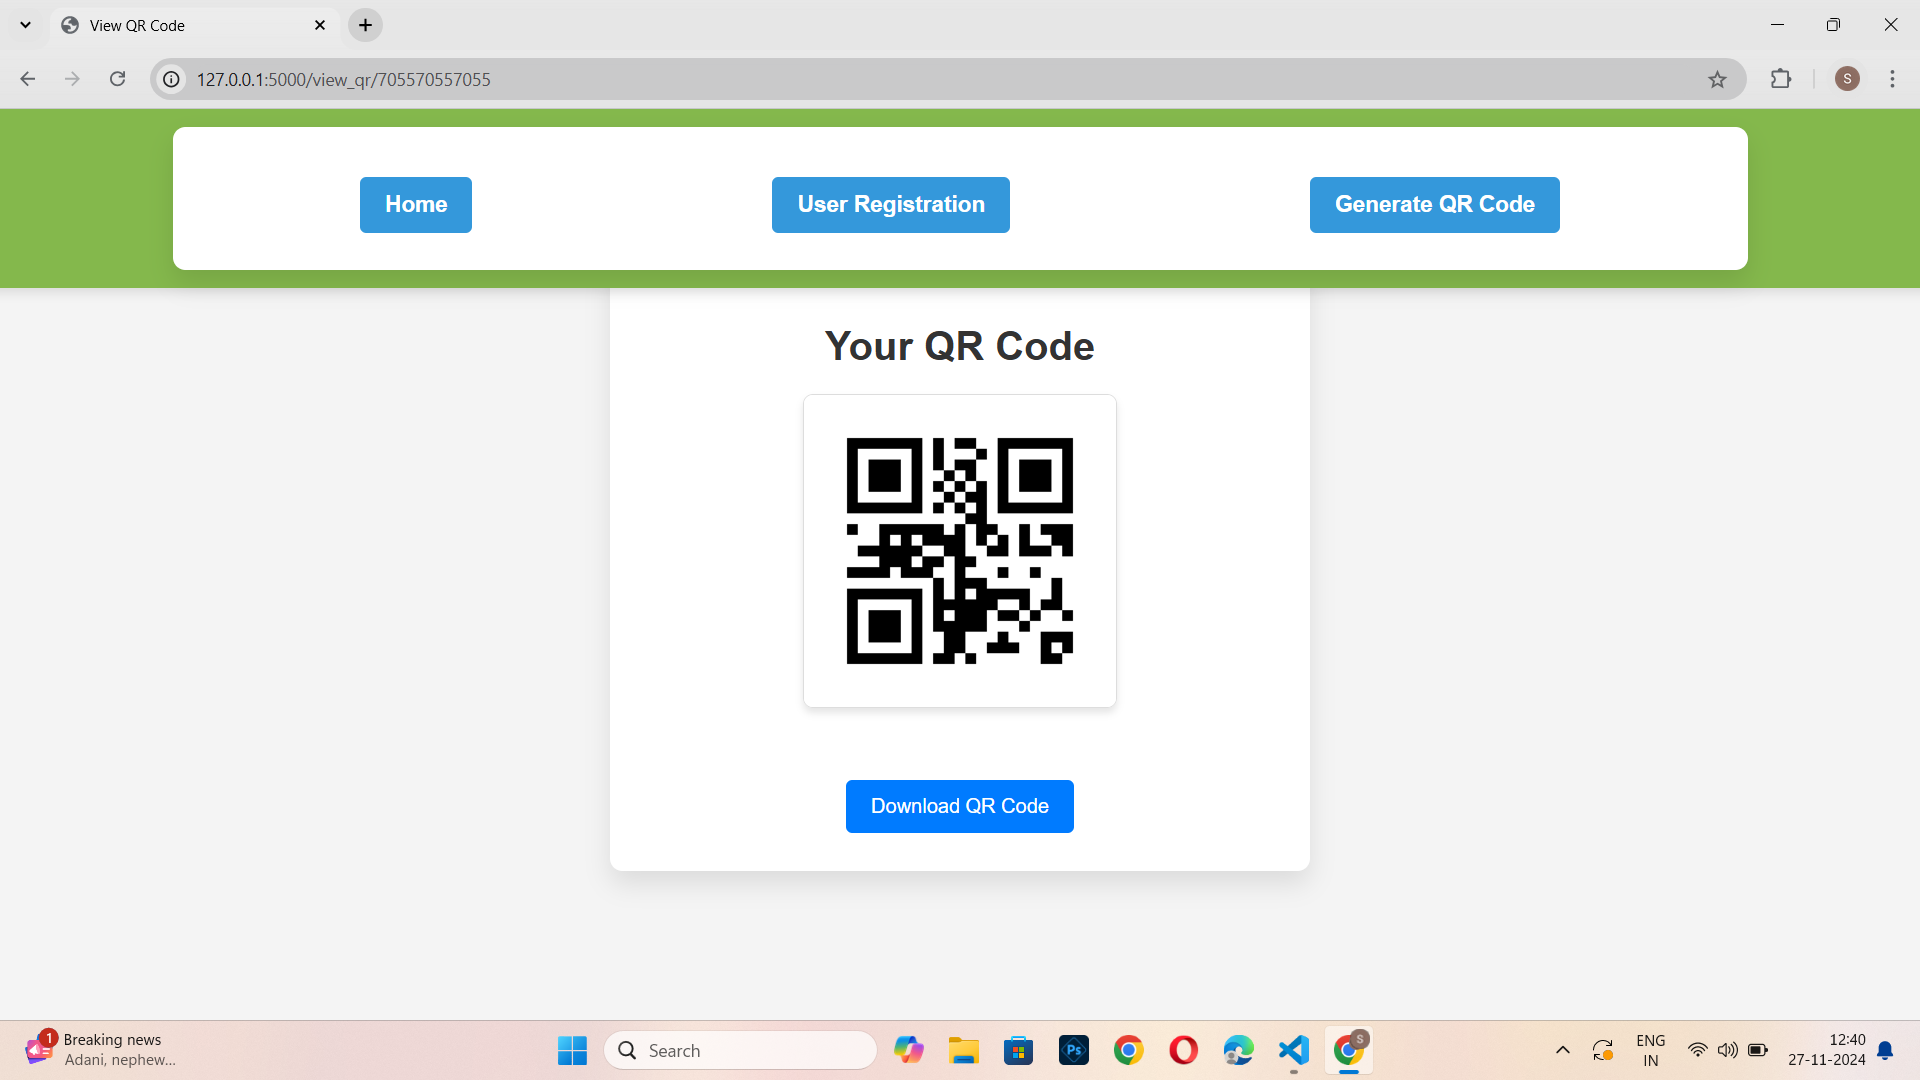 View QR Code
127.0.0.1:5000/view_qr/705570557055
S
Home
User Registration
Generate QR Code
Your QR Code
Download QR Code
1
Breaking news
Adani, nephew...
Search
Ps
S
ENG
IN
12:40
27-11-2024